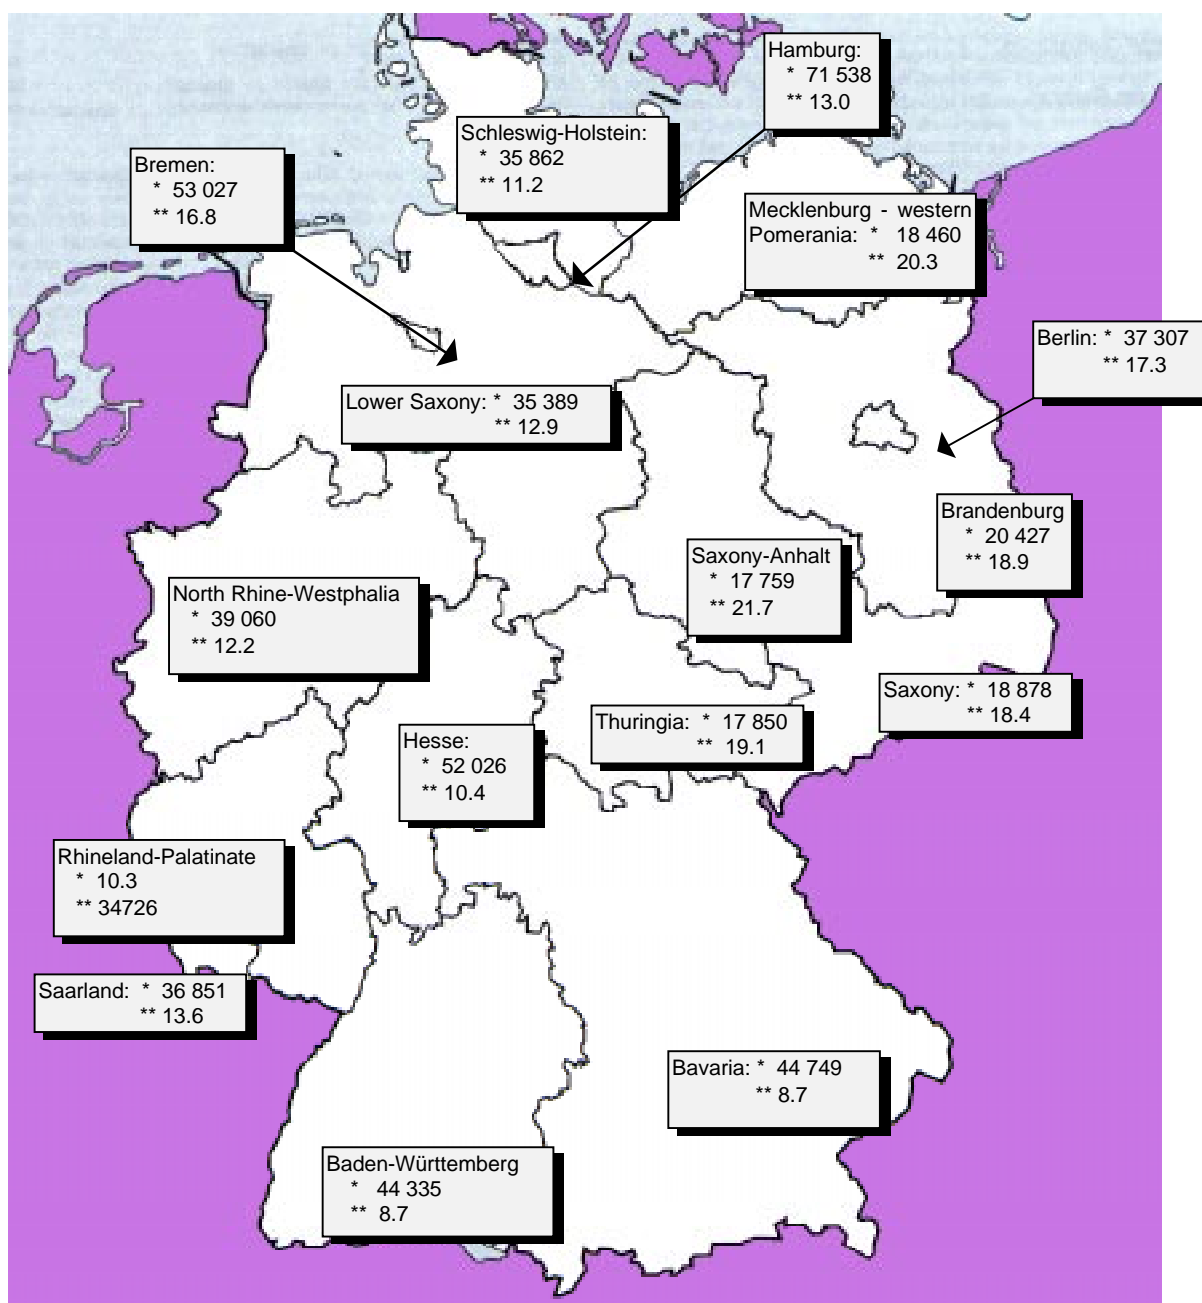 Hamburg:
* 71 538
** 13.0
Schleswig-Holstein:
* 35 862
** 11.2
Bremen:
* 53 027
** 16.8
Mecklenburg - western
Pomerania: * 18 460
** 20.3
Berlin: * 37 307
** 17.3
Lower Saxony: * 35 389
** 12.9
Brandenburg
* 20 427
** 18.9
Saxony-Anhalt
* 17 759
** 21.7
North Rhine-Westphalia
* 39 060
** 12.2
Saxony: * 18 878
** 18.4
Thuringia: * 17 850
** 19.1
Hesse:
* 52 026
** 10.4
Rhineland-Palatinate
* 10.3
** 34726
Saarland: * 36 851
** 13.6
Bavaria: * 44 749
** 8.7
Baden-Württemberg
* 44 335
** 8.7